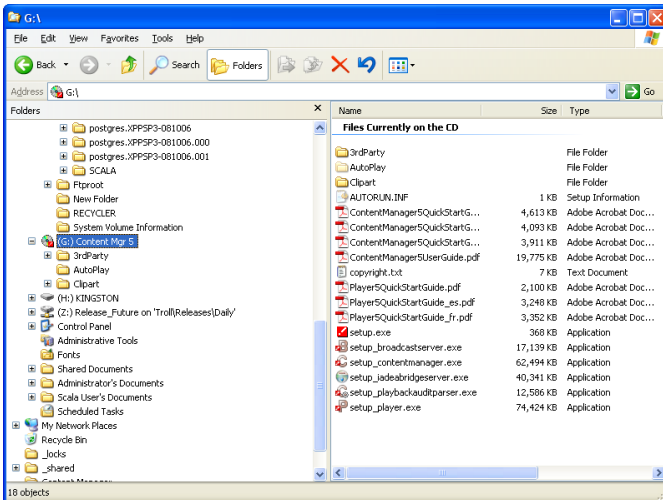 G:\
File Edit View Favorites Tools Help
Back Search Folders
Address G:\ Go
Folders x Name Size Type
Files Currently on the CD
postgres.XPPSP3-081006
postgres.XPPSP3-081006.000
postgres.XPPSP3-081006.001
SCALA
Ftproot
New Folder
RECYCLER
System Volume Information
(G:) Content Mgr 5
3rdParty
AutoPlay
Clipart
(H:) KINGSTON
(Z:) Release_Future on 'Troll\Releases\Daily'
Control Panel
Administrative Tools
Fonts
Shared Documents
Administrator's Documents
Scala User's Documents
Scheduled Tasks
My Network Places
Recycle Bin
_locks
_shared
Content Manager
3rdParty File Folder
AutoPlay File Folder
Clipart File Folder
AUTORUN.INF 1 KB Setup Information
ContentManager5QuickStartG... 4,613 KB Adobe Acrobat Doc...
ContentManager5QuickStartG... 4,093 KB Adobe Acrobat Doc...
ContentManager5QuickStartG... 3,911 KB Adobe Acrobat Doc...
ContentManager5UserGuide.pdf 19,775 KB Adobe Acrobat Doc...
copyright.txt 7 KB Text Document
Player5QuickStartGuide.pdf 2,100 KB Adobe Acrobat Doc...
Player5QuickStartGuide_es.pdf 3,248 KB Adobe Acrobat Doc...
Player5QuickStartGuide_fr.pdf 3,352 KB Adobe Acrobat Doc...
setup.exe 368 KB Application
setup_broadcastserver.exe 17,139 KB Application
setup_contentmanager.exe 62,494 KB Application
setup_jadeabridgeserver.exe 40,341 KB Application
setup_playbackauditparser.exe 12,586 KB Application
setup_player.exe 74,424 KB Application
18 objects